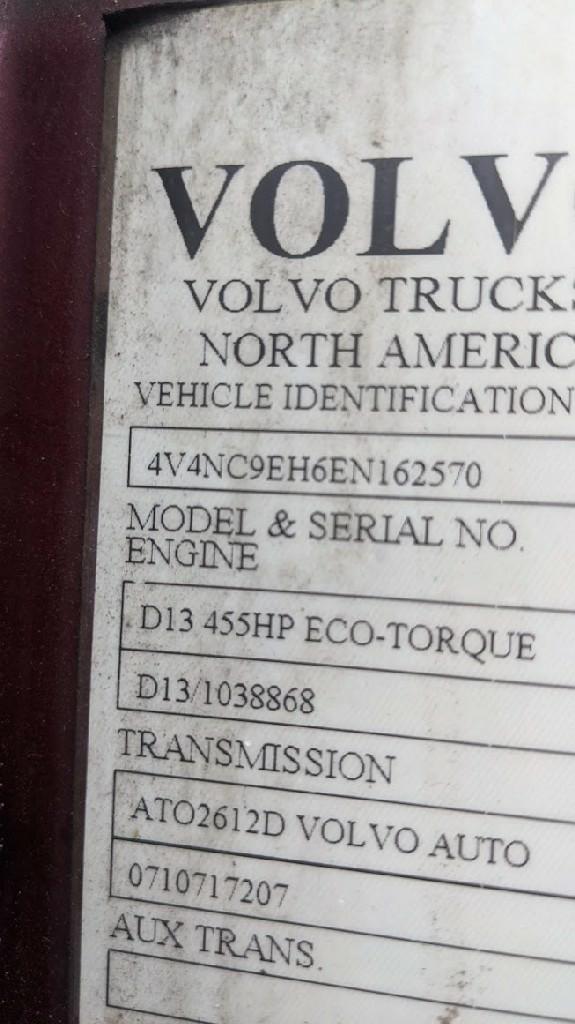 VOLV
VOLVO TRUCKS
NORTH AMERIC
VEHICLE IDENTIFICATION
4V4NC9EH6EN162570
MODEL & SERIAL NO.
ENGINE
D13 455HP ECO-TORQUE
D13/1038868
TRANSMISSION
ATO2612D VOLVO AUTO
0710717207
AUX TRANS.